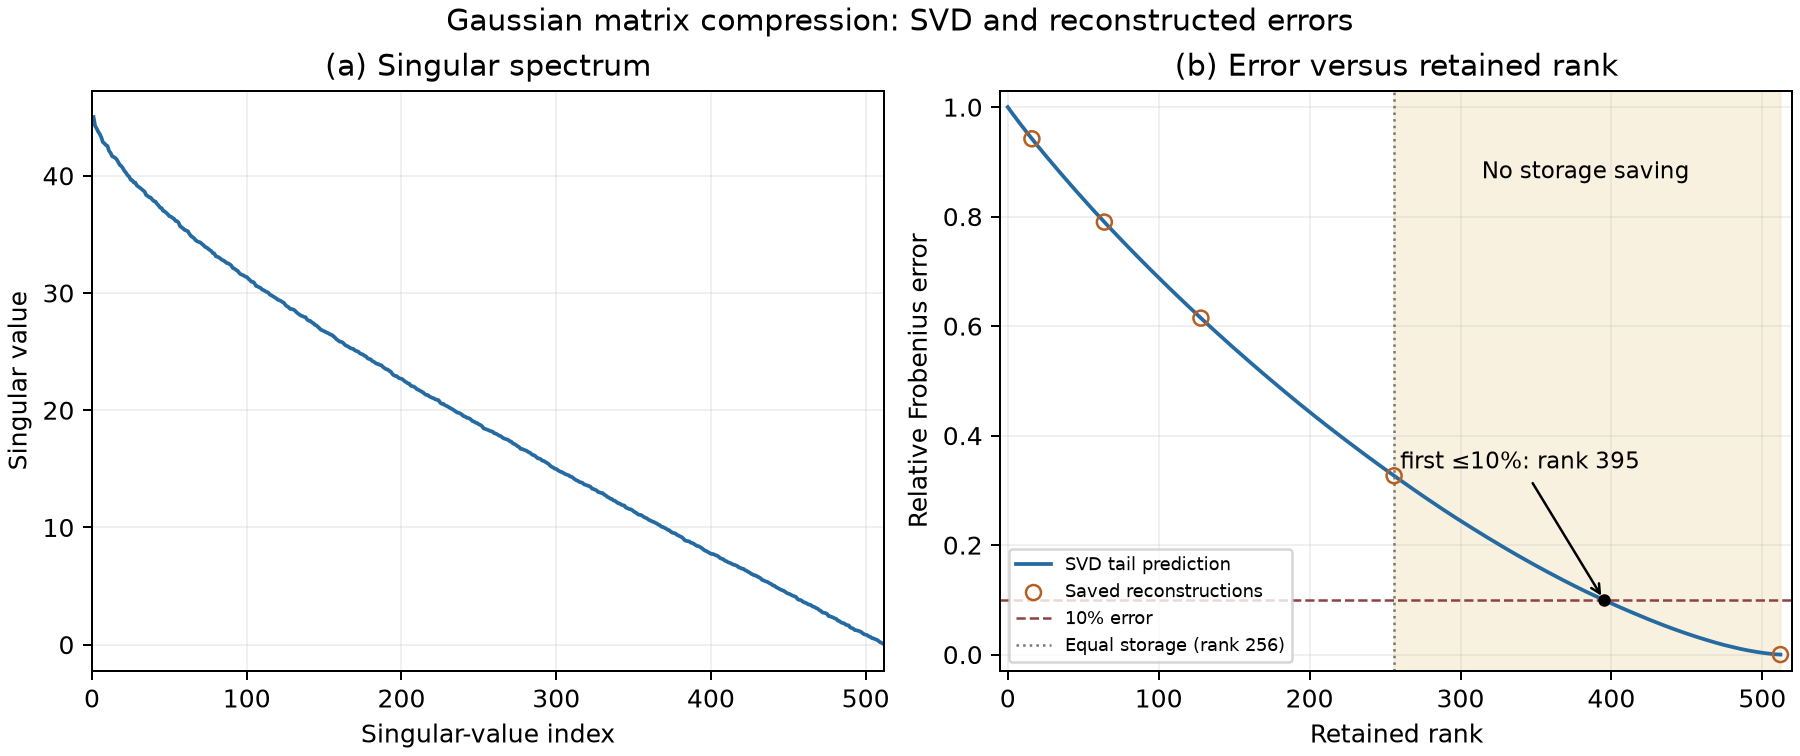 Gaussian matrix compression: SVD and reconstructed errors
(a) Singular spectrum
Singular value
40
30
20
10
0
0 100 200 300 400 500
Singular-value index
(b) Error versus retained rank
Relative Frobenius error
1.0
0.8
0.6
0.4
0.2
0.0
No storage saving
first ≤10%: rank 395
SVD tail prediction
Saved reconstructions
10% error
Equal storage (rank 256)
0 100 200 300 400 500
Retained rank